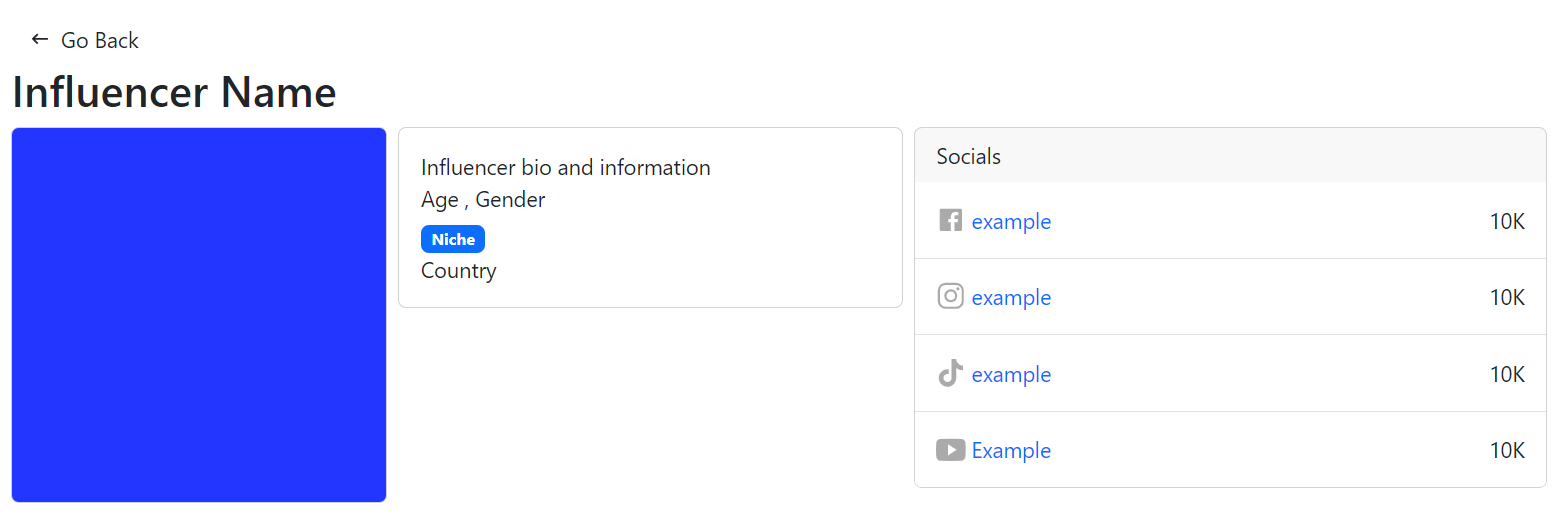 Go Back
Influencer Name
Influencer bio and information
Age , Gender
Niche
Country
Socials
example 10K
example 10K
example 10K
Example 10K